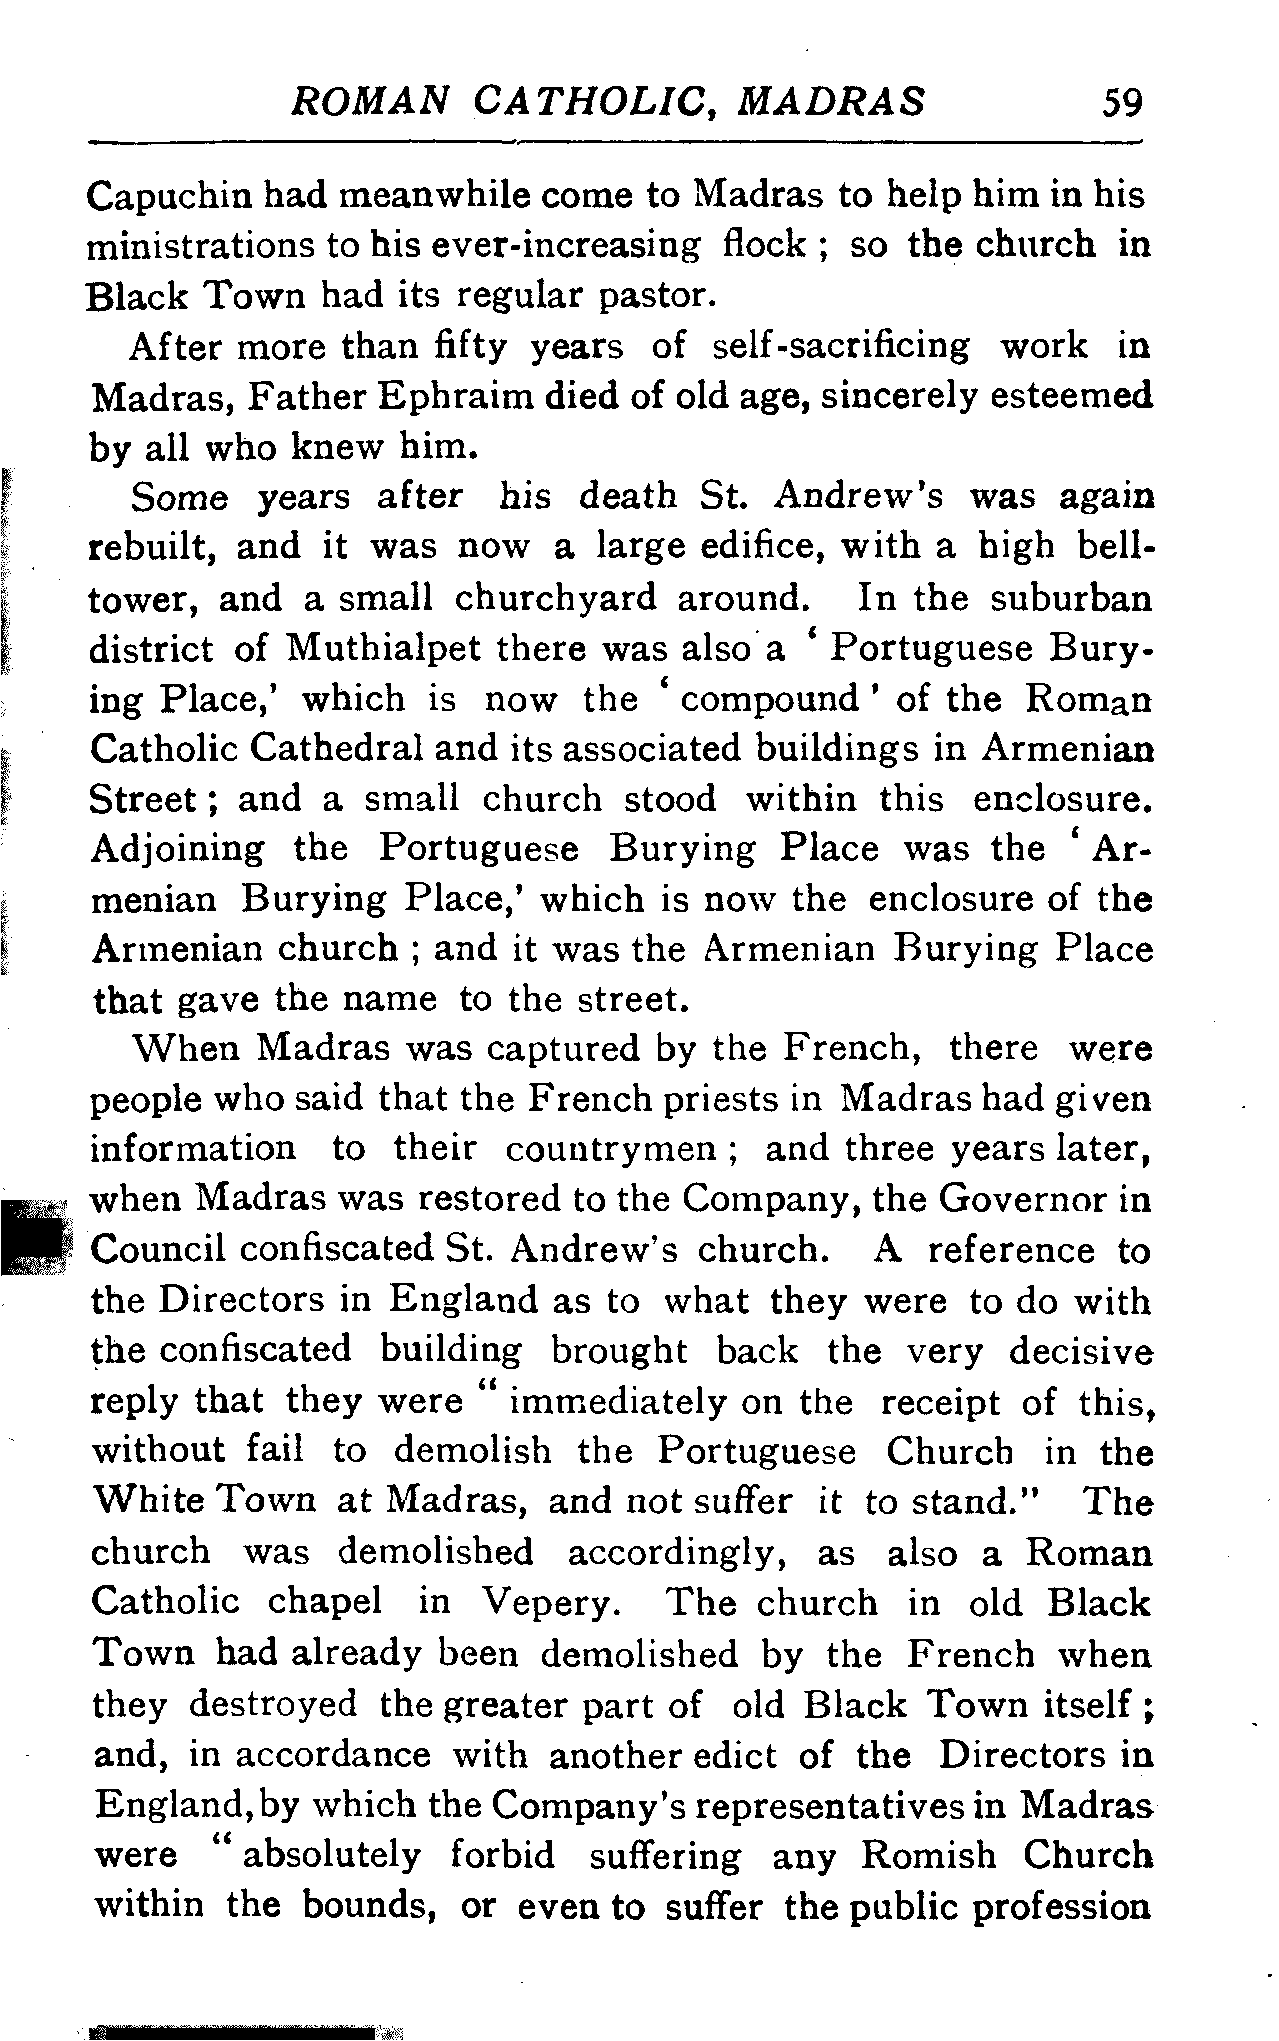 ROMAN CATHOLIC, MADRAS 59
Capuchin had meanwhile come to Madras to help him in his
ministrations to his ever-increasing flock ; so the church in
Black Town had its regular pastor.
After more than fifty years of self-sacrificing work in
Madras, Father Ephraim died of old age, sincerely esteemed
by all who knew him.
Some years after his death St. Andrew's was again
rebuilt, and it was now a large edifice, with a high bell-
tower, and a small churchyard around. In the suburban
district of Muthialpet there was also a ‘ Portuguese Bury-
ing Place,’ which is now the ‘ compound ’ of the Roman
Catholic Cathedral and its associated buildings in Armenian
Street ; and a small church stood within this enclosure.
Adjoining the Portuguese Burying Place was the ‘ Ar-
menian Burying Place,’ which is now the enclosure of the
Armenian church ; and it was the Armenian Burying Place
that gave the name to the street.
When Madras was captured by the French, there were
people who said that the French priests in Madras had given
information to their countrymen ; and three years later,
when Madras was restored to the Company, the Governor in
Council confiscated St. Andrew's church. A reference to
the Directors in England as to what they were to do with
the confiscated building brought back the very decisive
reply that they were “ immediately on the receipt of this,
without fail to demolish the Portuguese Church in the
White Town at Madras, and not suffer it to stand.” The
church was demolished accordingly, as also a Roman
Catholic chapel in Vepery. The church in old Black
Town had already been demolished by the French when
they destroyed the greater part of old Black Town itself ;
and, in accordance with another edict of the Directors in
England, by which the Company's representatives in Madras
were “ absolutely forbid suffering any Romish Church
within the bounds, or even to suffer the public profession